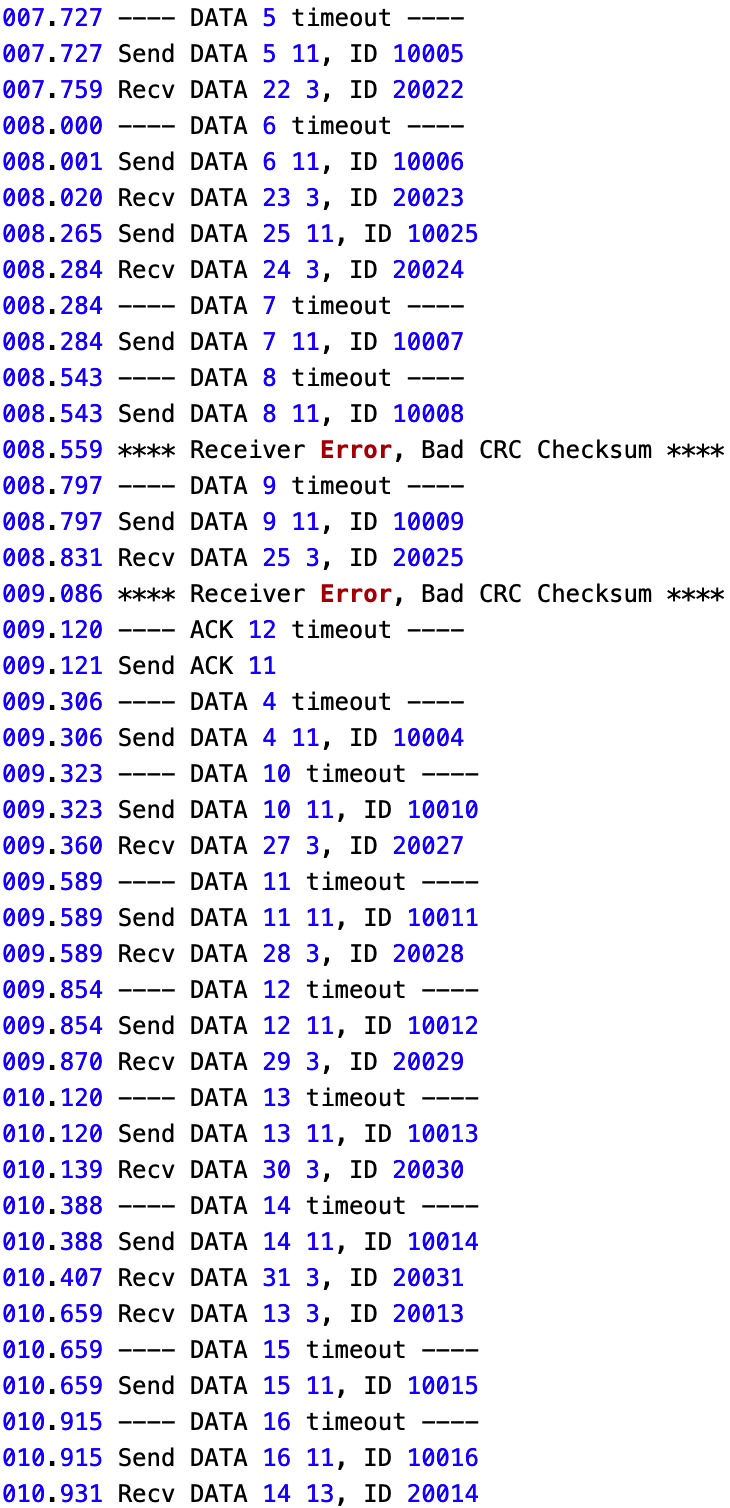 007.727 ---- DATA 5 timeout ----
007.727 Send DATA 5 11, ID 10005
007.759 Recv DATA 22 3, ID 20022
008.000 ---- DATA 6 timeout ----
008.001 Send DATA 6 11, ID 10006
008.020 Recv DATA 23 3, ID 20023
008.265 Send DATA 25 11, ID 10025
008.284 Recv DATA 24 3, ID 20024
008.284 ---- DATA 7 timeout ----
008.284 Send DATA 7 11, ID 10007
008.543 ---- DATA 8 timeout ----
008.543 Send DATA 8 11, ID 10008
008.559 **** Receiver Error, Bad CRC Checksum ****
008.797 ---- DATA 9 timeout ----
008.797 Send DATA 9 11, ID 10009
008.831 Recv DATA 25 3, ID 20025
009.086 **** Receiver Error, Bad CRC Checksum ****
009.120 ---- ACK 12 timeout ----
009.121 Send ACK 11
009.306 ---- DATA 4 timeout ----
009.306 Send DATA 4 11, ID 10004
009.323 ---- DATA 10 timeout ----
009.323 Send DATA 10 11, ID 10010
009.360 Recv DATA 27 3, ID 20027
009.589 ---- DATA 11 timeout ----
009.589 Send DATA 11 11, ID 10011
009.589 Recv DATA 28 3, ID 20028
009.854 ---- DATA 12 timeout ----
009.854 Send DATA 12 11, ID 10012
009.870 Recv DATA 29 3, ID 20029
010.120 ---- DATA 13 timeout ----
010.120 Send DATA 13 11, ID 10013
010.139 Recv DATA 30 3, ID 20030
010.388 ---- DATA 14 timeout ----
010.388 Send DATA 14 11, ID 10014
010.407 Recv DATA 31 3, ID 20031
010.659 Recv DATA 13 3, ID 20013
010.659 ---- DATA 15 timeout ----
010.659 Send DATA 15 11, ID 10015
010.915 ---- DATA 16 timeout ----
010.915 Send DATA 16 11, ID 10016
010.931 Recv DATA 14 13, ID 20014